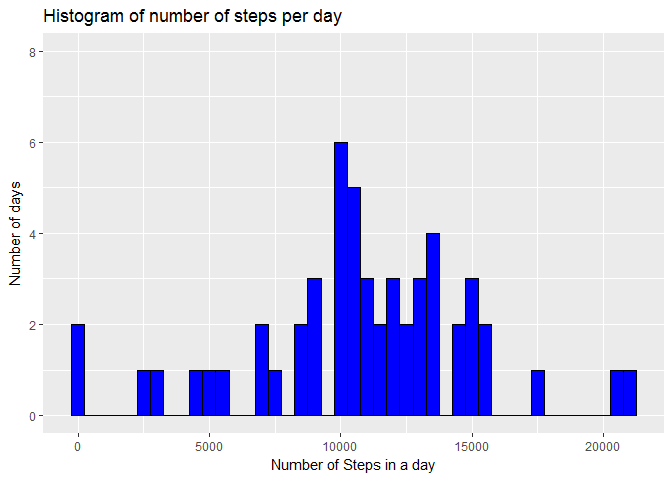 Histogram of number of steps per day
8
6
4
2
0
Number of days
0 5000 10000 15000 20000
Number of Steps in a day